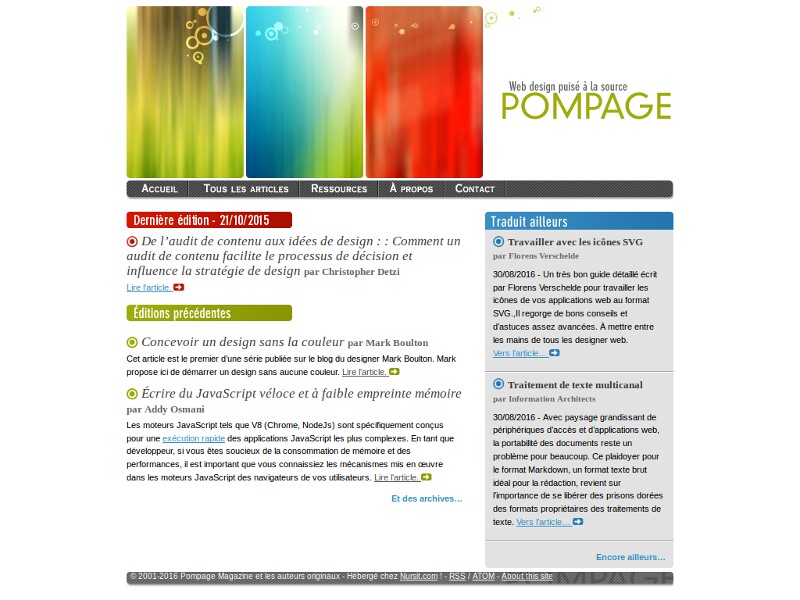 Web design puisé à la source
POMPAGE
Accueil Tous les articles Ressources À propos Contact
Dernière édition - 21/10/2015
De l'audit de contenu aux idées de design : : Comment un
audit de contenu facilite le processus de décision et
influence la stratégie de design par Christopher Detzi
Lire l'article.
Éditions précédentes
Concevoir un design sans la couleur par Mark Boulton
Cet article est le premier d'une série publiée sur le blog du designer Mark Boulton. Mark
propose ici de démarrer un design sans aucune couleur. Lire l'article.
Écrire du JavaScript véloce et à faible empreinte mémoire
par Addy Osmani
Les moteurs JavaScript tels que V8 (Chrome, NodeJs) sont spécifiquement conçus
pour une exécution rapide des applications JavaScript les plus complexes. En tant que
développeur, si vous êtes soucieux de la consommation de mémoire et des
performances, il est important que vous connaissiez les mécanismes mis en œuvre
dans les moteurs JavaScript des navigateurs de vos utilisateurs. Lire l'article.
Et des archives…
Traduit ailleurs
Travailler avec les icônes SVG
par Florens Verschelde
30/08/2016 - Un très bon guide détaillé écrit
par Florens Verschelde pour travailler les
icônes de vos applications web au format
SVG.,Il regorge de bons conseils et
d'astuces assez avancées. À mettre entre
les mains de tous les designer web.
Vers l'article…
Traitement de texte multicanal
par Information Architects
30/08/2016 - Avec paysage grandissant de
périphériques d'accès et d'applications web,
la portabilité des documents reste un
problème pour beaucoup. Ce plaidoyer pour
le format Markdown, un format texte brut
idéal pour la rédaction, revient sur
l'importance de se libérer des prisons dorées
des formats propriétaires des traitements de
texte. Vers l'article…
Encore ailleurs…
© 2001-2016 Pompage Magazine et les auteurs originaux - Hébergé chez Nursit.com ! - RSS / ATOM - About this site